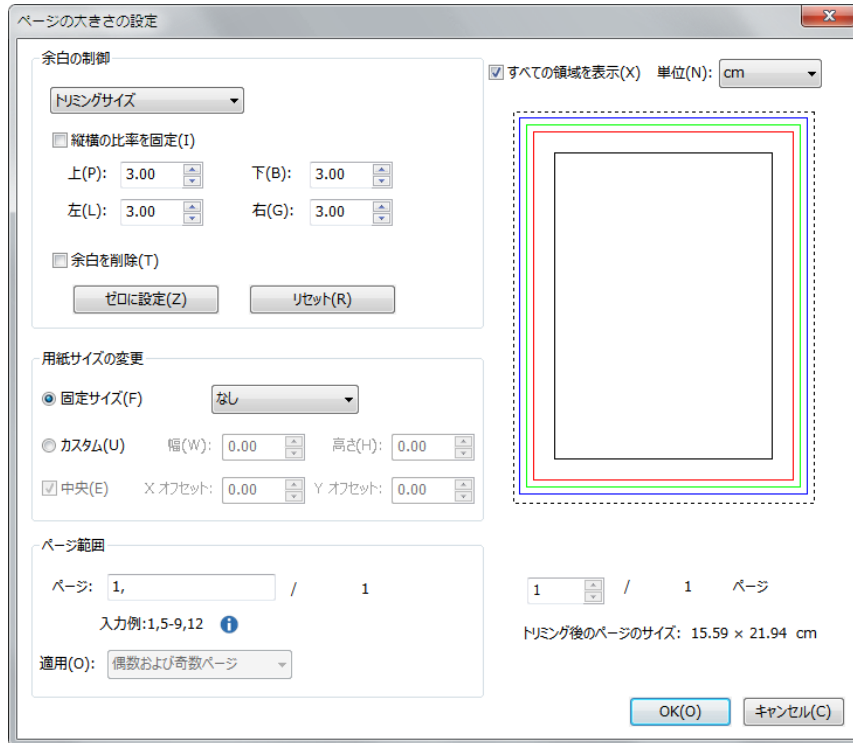 ページの大きさの設定
余白の制御
トリミングサイズ
縦横の比率を固定(I)
上(P): 3.00 下(B): 3.00
左(L): 3.00 右(G): 3.00
余白を削除(T)
ゼロに設定(Z) リセット(R)
すべての領域を表示(X) 単位(N): cm
用紙サイズの変更
固定サイズ(F) なし
カスタム(U) 幅(W): 0.00 高さ(H): 0.00
中央(E) X オフセット: 0.00 Y オフセット: 0.00
ページ範囲
ページ: 1, / 1
入力例:1,5-9,12
適用(O): 偶数および奇数ページ
1 / 1 ページ
トリミング後のページのサイズ: 15.59 × 21.94 cm
OK(O) キャンセル(C)